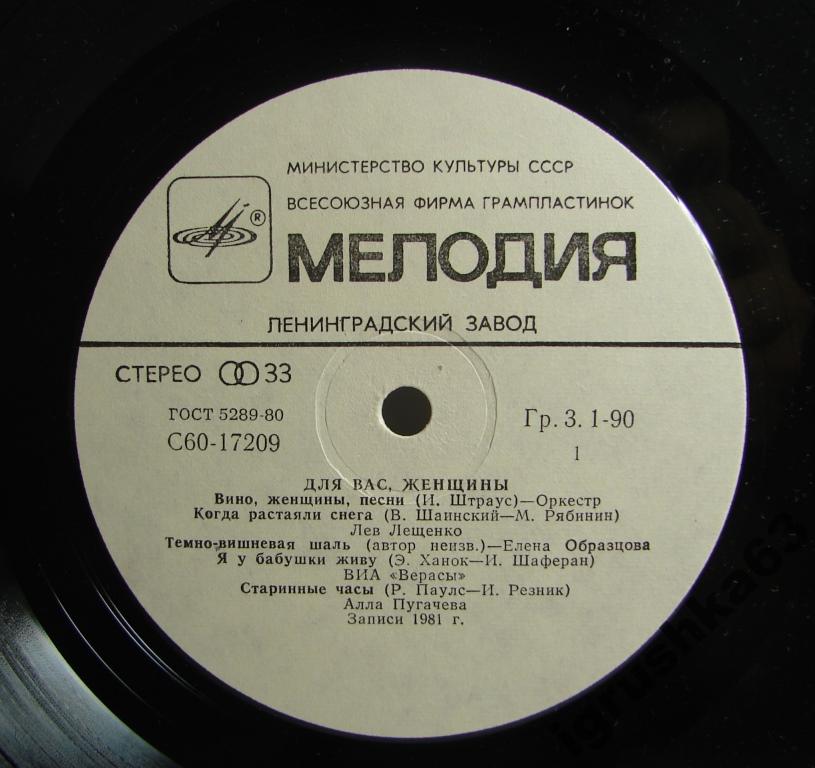 МИНИСТЕРСТВО КУЛЬТУРЫ СССР
ВСЕСОЮЗНАЯ ФИРМА ГРАМПЛАСТИНОК
®
МЕЛОДИЯ
ЛЕНИНГРАДСКИЙ ЗАВОД
СТЕРЕО 33
ГОСТ 5289-80
С60-17209
Гр. 3. 1-90
1
ДЛЯ ВАС, ЖЕНЩИНЫ
Вино, женщины, песни (И. Штраус)—Оркестр
Когда растаяли снега (В. Шаинский—М. Рябинин)
Лев Лещенко
Темно-вишневая шаль (автор неизв.)—Елена Образцова
Я у бабушки живу (Э. Ханок—И. Шаферан)
ВИА «Верасы»
Старинные часы (Р. Паулс—И. Резник)
Алла Пугачева
Записи 1981 г.
igrushka63